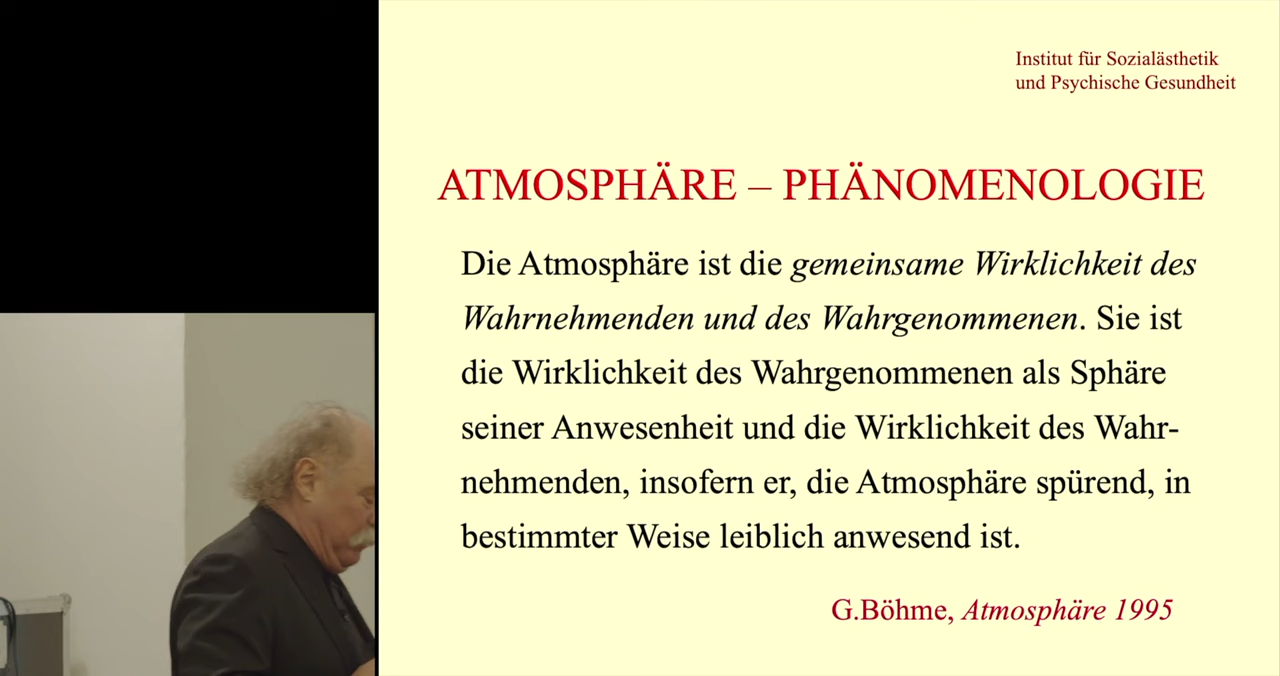 Institut für Sozialästhetik
und Psychische Gesundheit
ATMOSPHÄRE – PHÄNOMENOLOGIE
Die Atmosphäre ist die gemeinsame Wirklichkeit des
Wahrnehmenden und des Wahrgenommenen. Sie ist
die Wirklichkeit des Wahrgenommenen als Sphäre
seiner Anwesenheit und die Wirklichkeit des Wahr-
nehmenden, insofern er, die Atmosphäre spürend, in
bestimmter Weise leiblich anwesend ist.
G.Böhme, Atmosphäre 1995